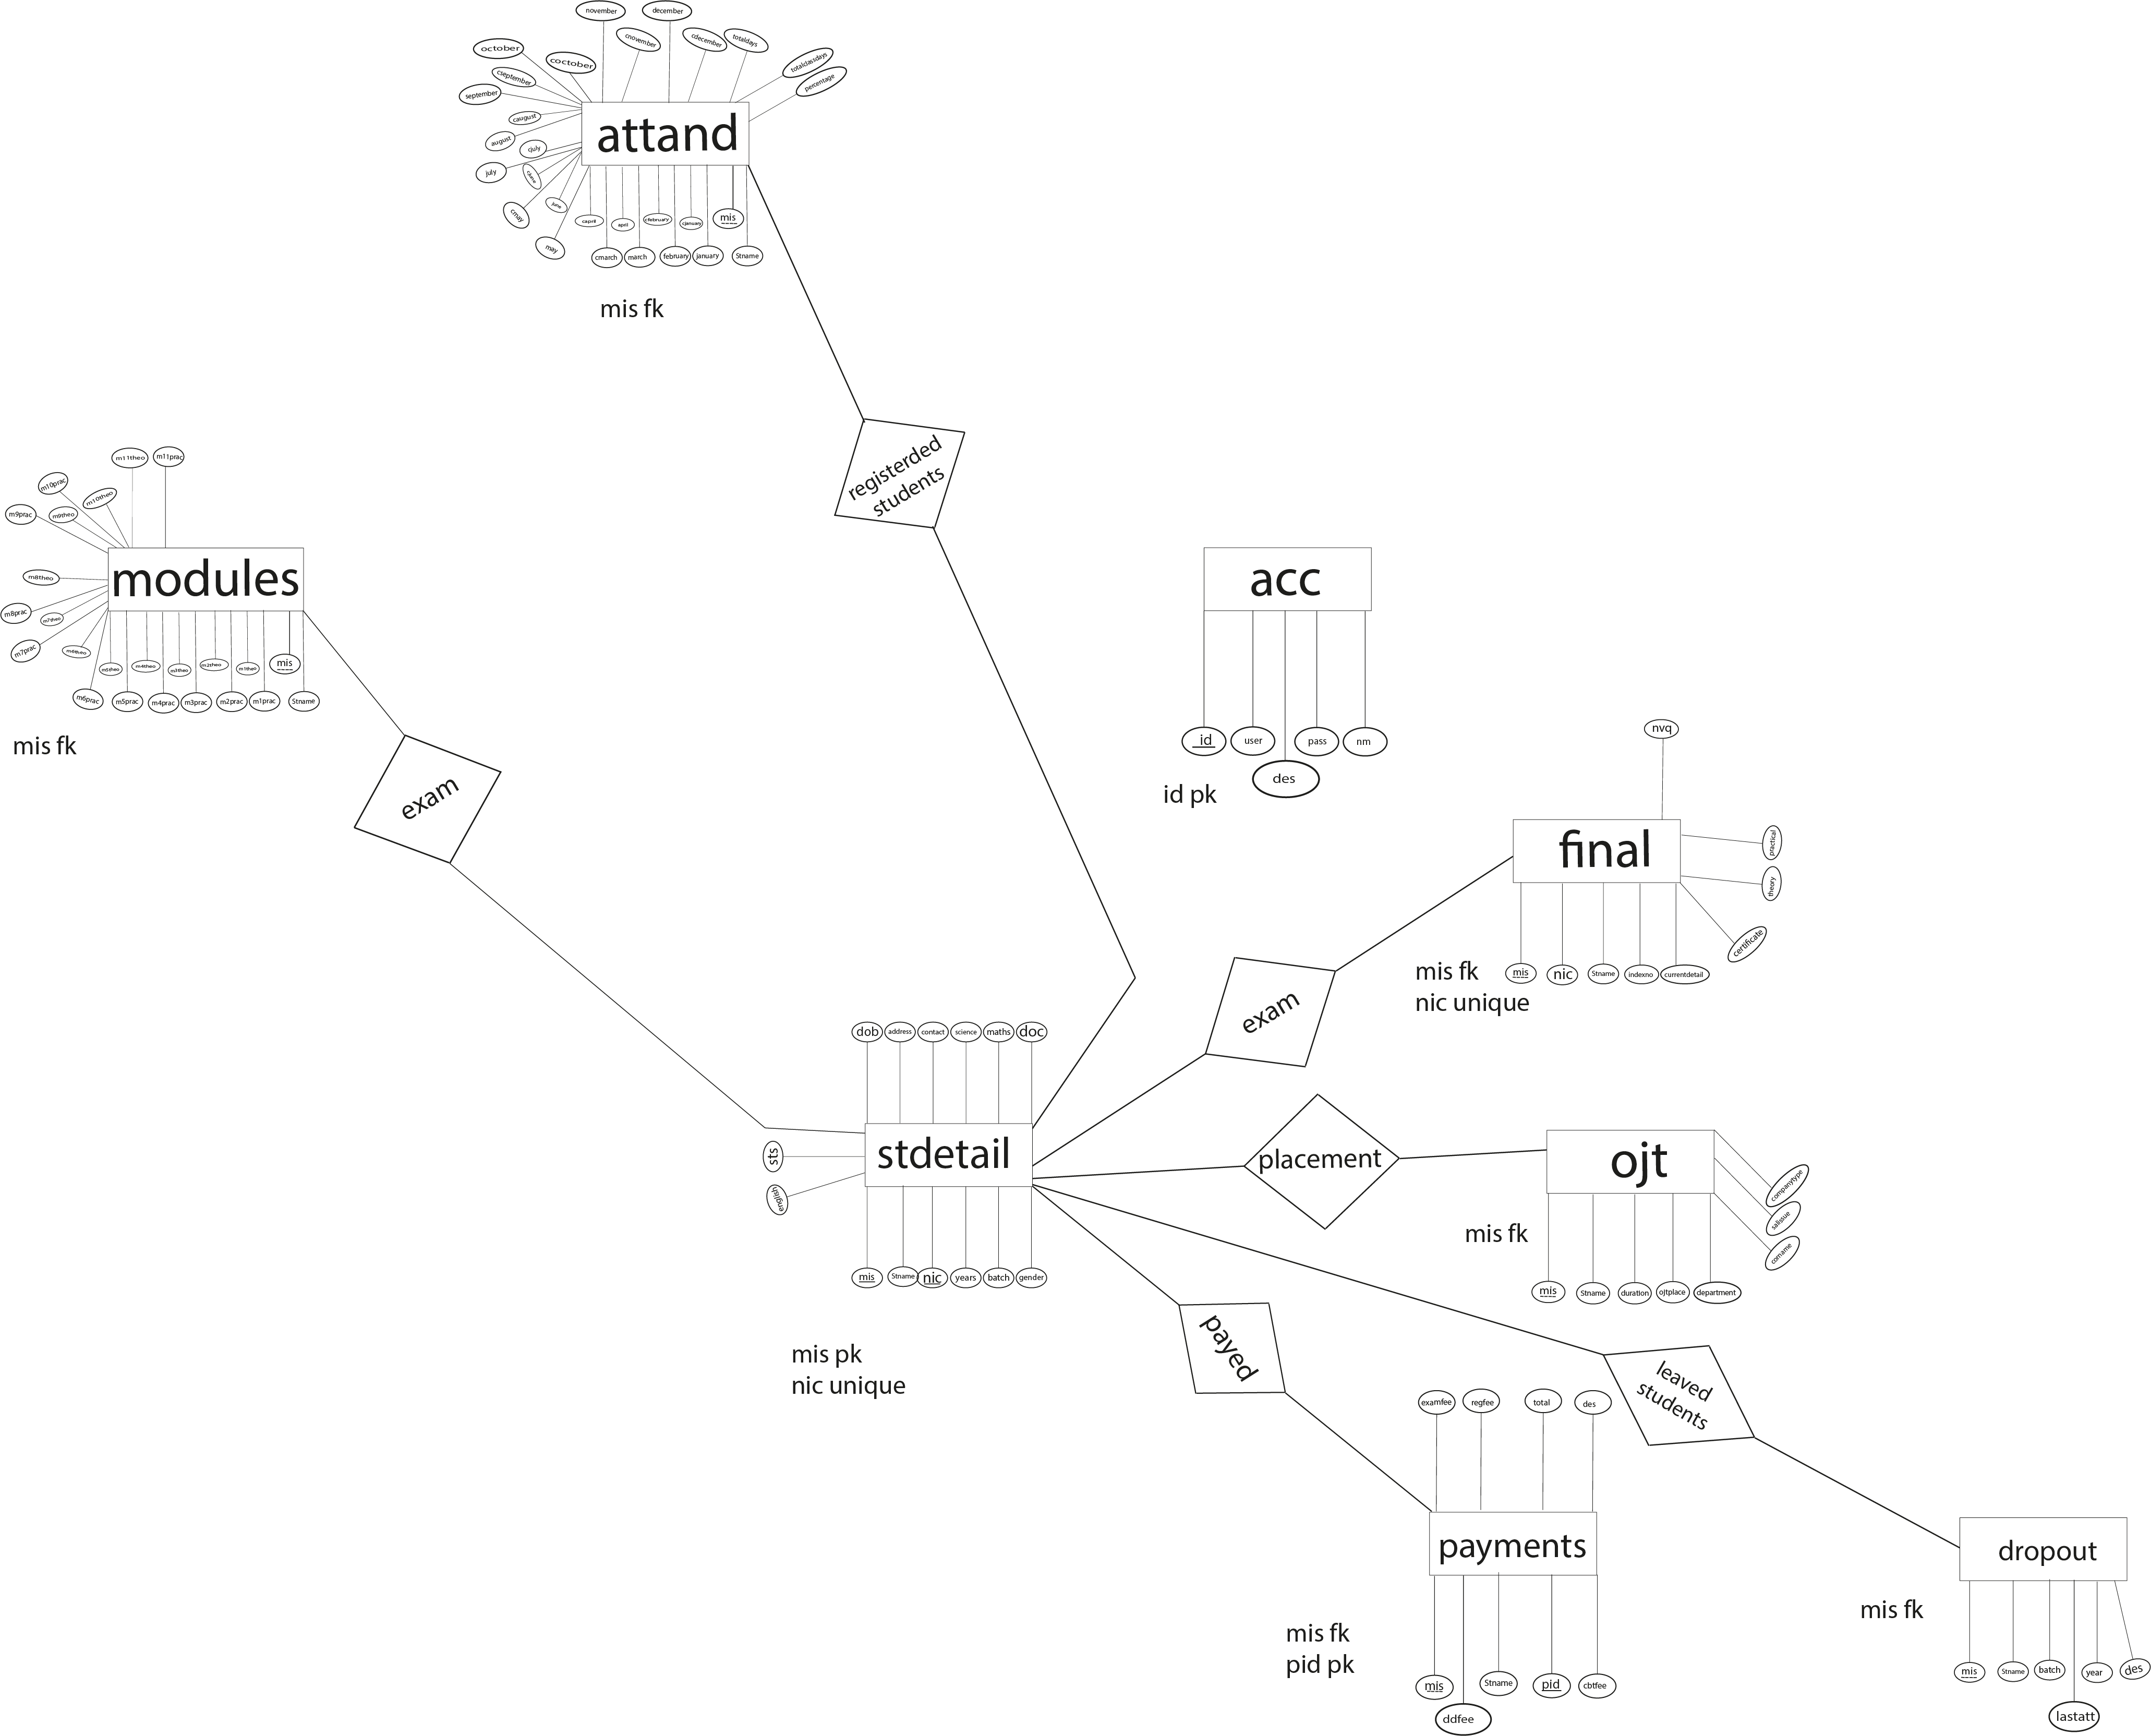 november
december
cnovember
cdecember
totaldays
october
coctober
totalclassdays
percentage
cseptember
september
caugust
august
attand
cjuly
july
cjune
june
cmay
may
capril
april
cfebruary
cjanuary
mis
cmarch
march
february
january
Stname
mis fk
registerded
students
m11theo
m11prac
m10prac
m10theo
m9prac
m9theo
modules
m8theo
m8prac
m7theo
m7prac
m6theo
m5theo
m4theo
m3theo
m2theo
m1theo
mis
m6prac
m5prac
m4prac
m3prac
m2prac
m1prac
Stname
mis fk
exam
acc
id
user
pass
nm
des
id pk
nvq
final
practical
theory
certificate
mis
nic
Stname
indexno
currentdetail
mis fk
nic unique
exam
dob
address
contact
science
maths
doc
stdetail
sts
english
mis
Stname
nic
years
batch
gender
mis pk
nic unique
placement
ojt
companytype
sallsiue
comame
mis
Stname
duration
ojtplace
department
mis fk
payed
leaved
students
examfee
regfee
total
des
payments
mis
Stname
pid
cbtfee
ddfee
mis fk
pid pk
dropout
mis
Stname
batch
year
des
lastatt
mis fk